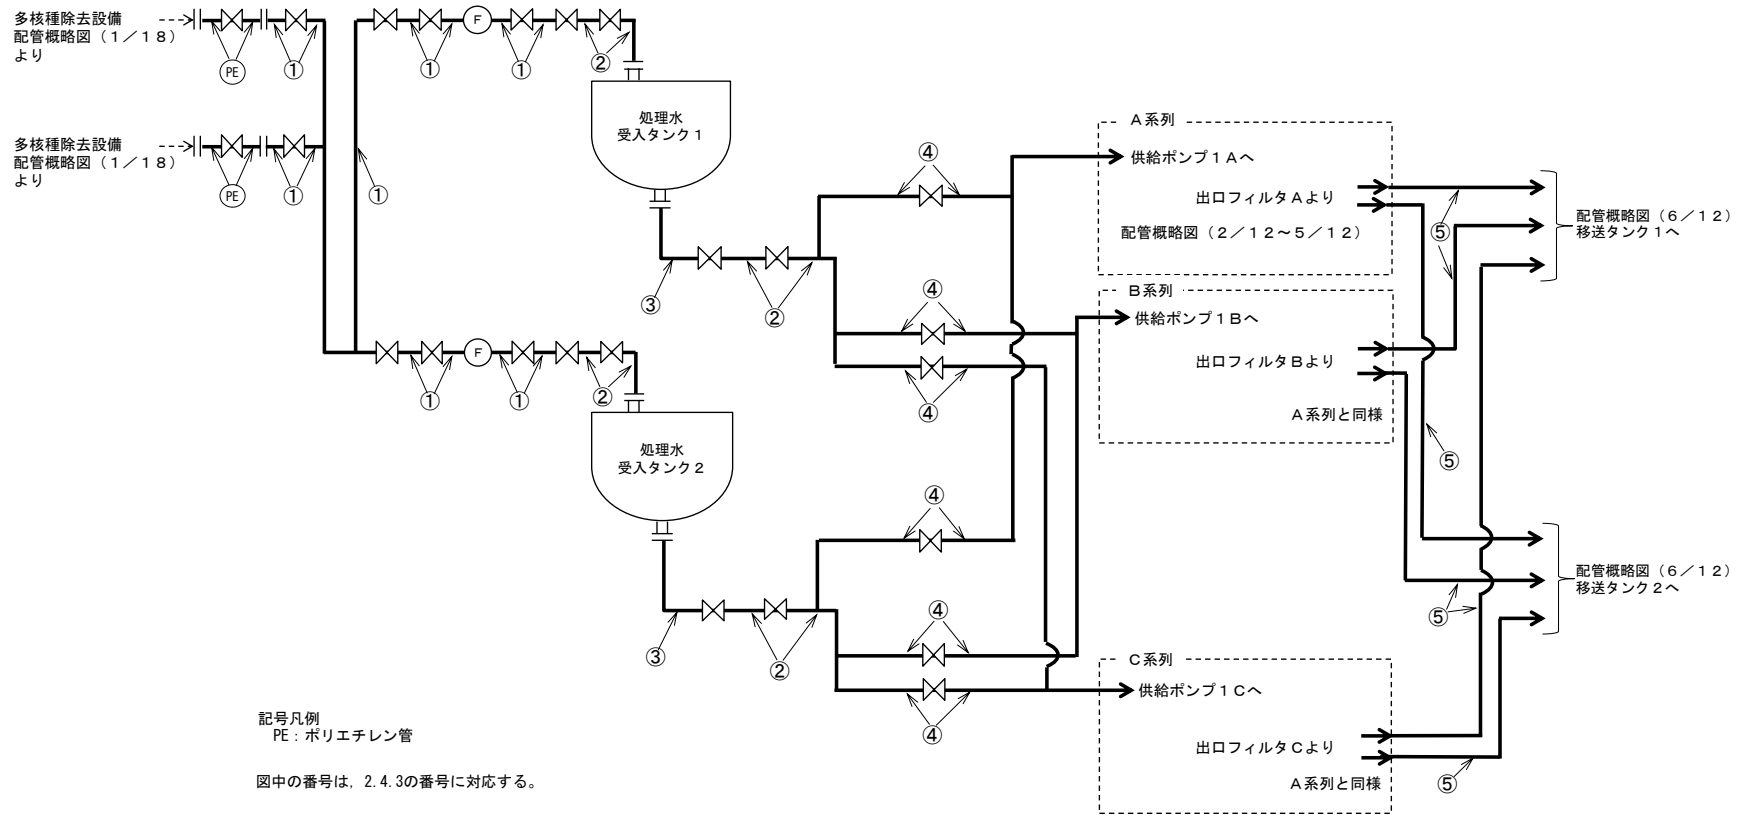 多核種除去設備
配管概略図（１／１８）
より
PE
①
多核種除去設備
配管概略図（１／１８）
より
PE
①
①
①
F
①
②
処理水
受入タンク１
③
②
④
④
④
①
F
①
②
処理水
受入タンク２
③
②
④
④
④
Ａ系列
供給ポンプ１Ａへ
出口フィルタＡより
配管概略図（２／１２～５／１２）
Ｂ系列
供給ポンプ１Ｂへ
出口フィルタＢより
Ａ系列と同様
Ｃ系列
供給ポンプ１Ｃへ
出口フィルタＣより
Ａ系列と同様
⑤
⑤
⑤
⑤
配管概略図（６／１２）
移送タンク１へ
配管概略図（６／１２）
移送タンク２へ
記号凡例
PE：ポリエチレン管
図中の番号は，2.4.3の番号に対応する。